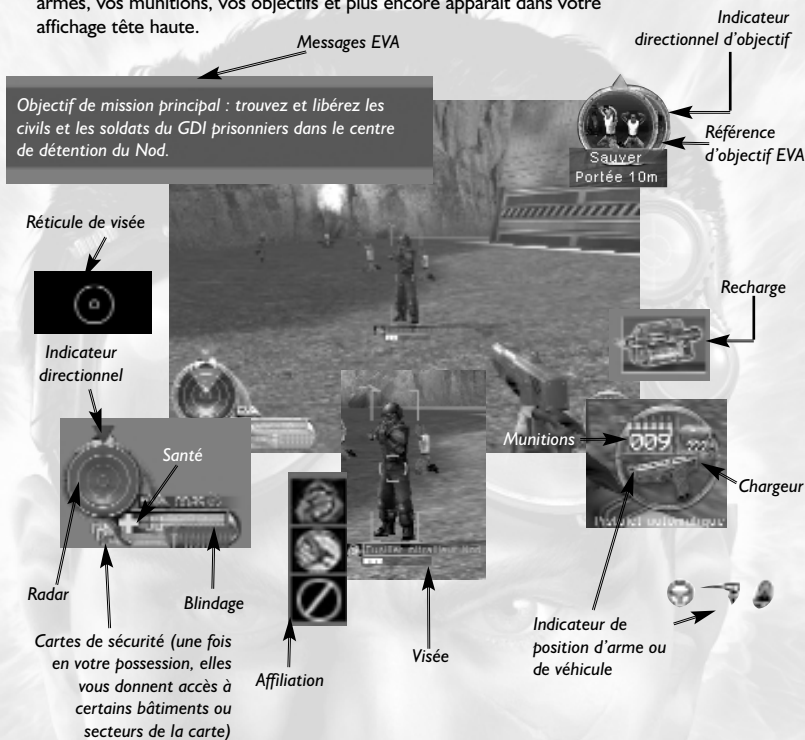 armes, vos munitions, vos objectifs et plus encore apparaît dans votre
affichage tête haute.
Messages EVA
Indicateur
directionnel d'objectif
Objectif de mission principal : trouvez et libérez les
civils et les soldats du GDI prisonniers dans le centre
de détention du Nod.
Référence
d'objectif EVA
Sauver
Portée 10m
Réticule de visée
Recharge
Indicateur
directionnel
Santé
Munitions
009
Chargeur
Pistolet automatique
Radar
Blindage
Cartes de sécurité (une fois
en votre possession, elles
vous donnent accès à
certains bâtiments ou
secteurs de la carte)
Affiliation
Visée
Indicateur de
position d'arme ou
de véhicule